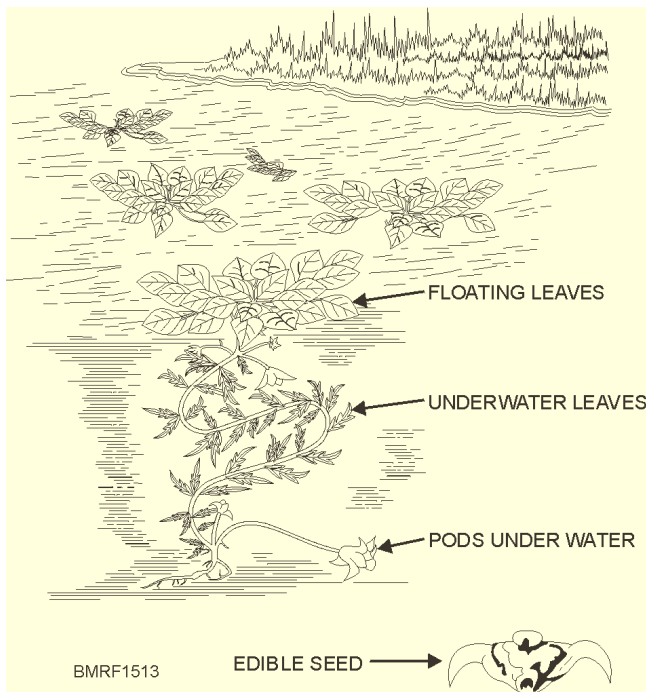 FLOATING LEAVES
UNDERWATER LEAVES
PODS UNDER WATER
EDIBLE SEED
BMRF1513